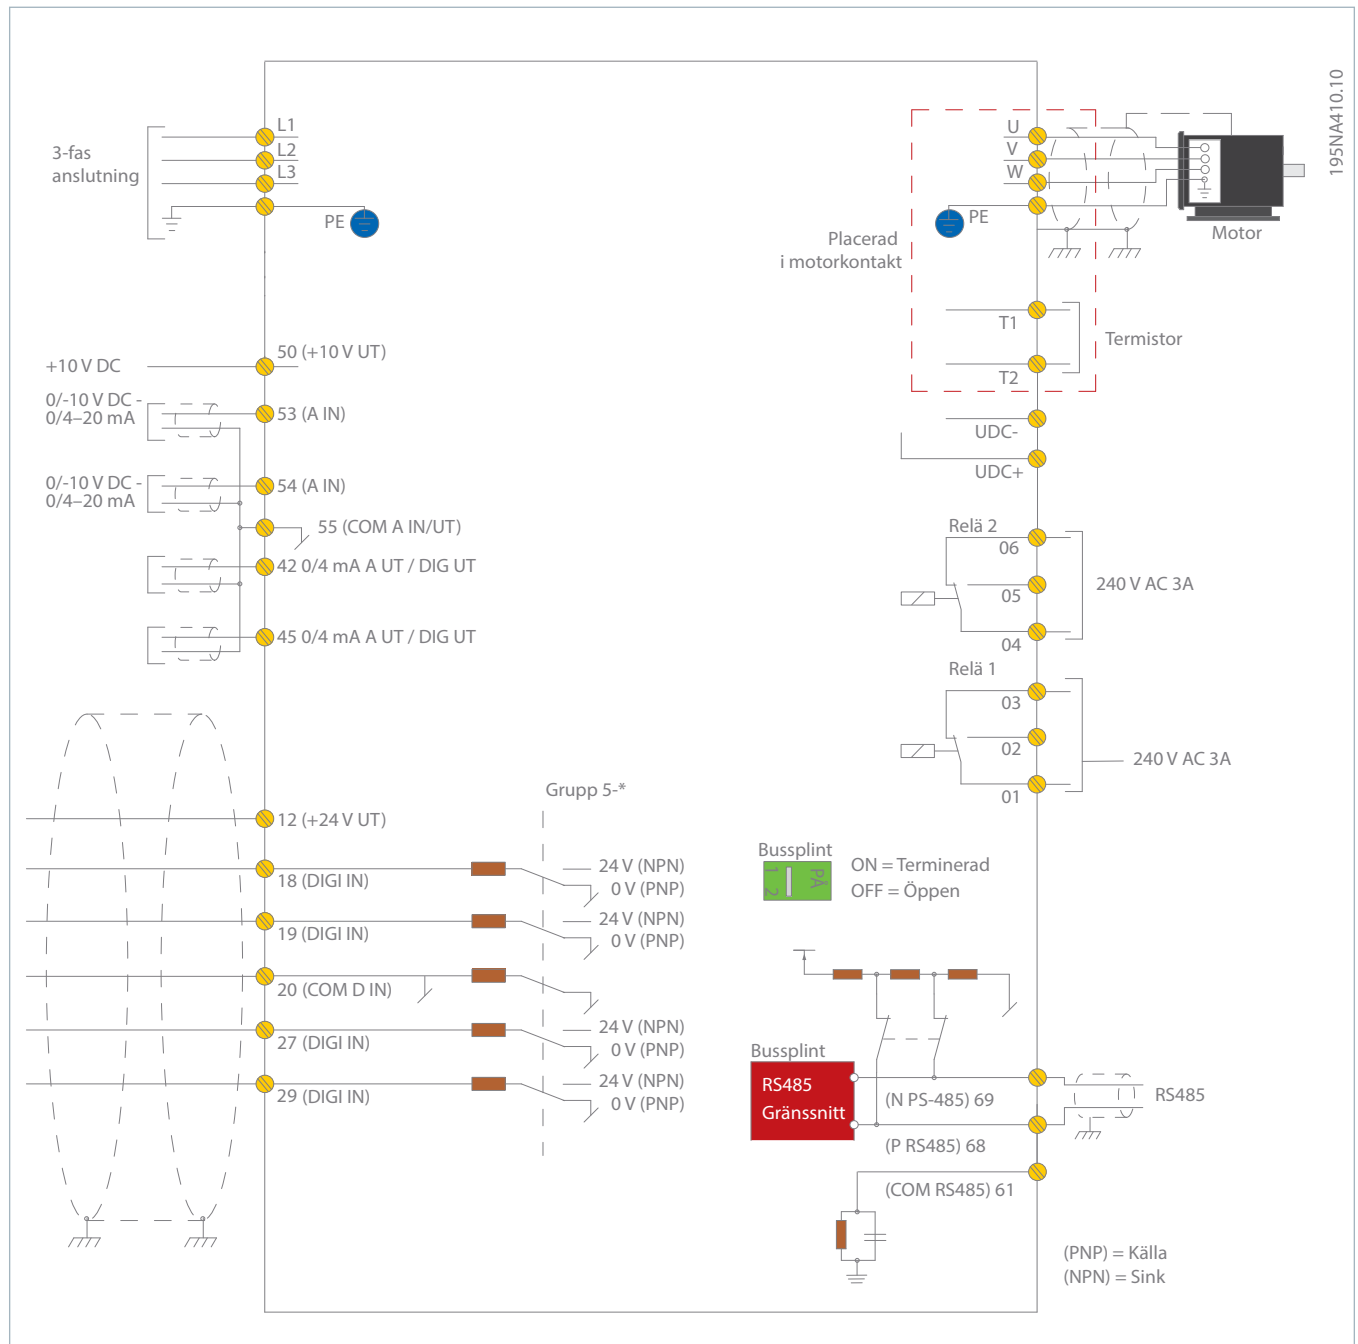 195NA410.10
3-fas
anslutning
L1
L2
L3
PE
U
V
W
PE
Motor
Placerad
i motorkontakt
T1
Termistor
T2
+10 V DC
50 (+10 V UT)
0/-10 V DC -
0/4–20 mA
53 (A IN)
0/-10 V DC -
0/4–20 mA
54 (A IN)
55 (COM A IN/UT)
42 0/4 mA A UT / DIG UT
45 0/4 mA A UT / DIG UT
UDC-
UDC+
Relä 2
06
05
04
240 V AC 3A
Relä 1
03
02
01
240 V AC 3A
Grupp 5-*
12 (+24 V UT)
18 (DIGI IN)
24 V (NPN)
0 V (PNP)
19 (DIGI IN)
24 V (NPN)
0 V (PNP)
20 (COM D IN)
27 (DIGI IN)
24 V (NPN)
0 V (PNP)
29 (DIGI IN)
24 V (NPN)
0 V (PNP)
Bussplint
1 2
PÅ
ON = Terminerad
OFF = Öppen
Bussplint
RS485
Gränssnitt
(N PS-485) 69
RS485
(P RS485) 68
(COM RS485) 61
(PNP) = Källa
(NPN) = Sink